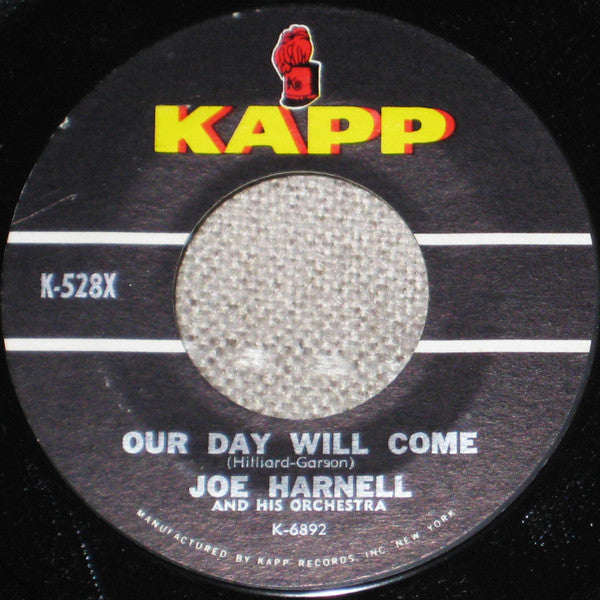 KAPP
K-528X
OUR DAY WILL COME
(Hilliard-Garson)
JOE HARNELL
AND HIS ORCHESTRA
K-6892
MANUFACTURED BY KAPP RECORDS, INC. NEW YORK